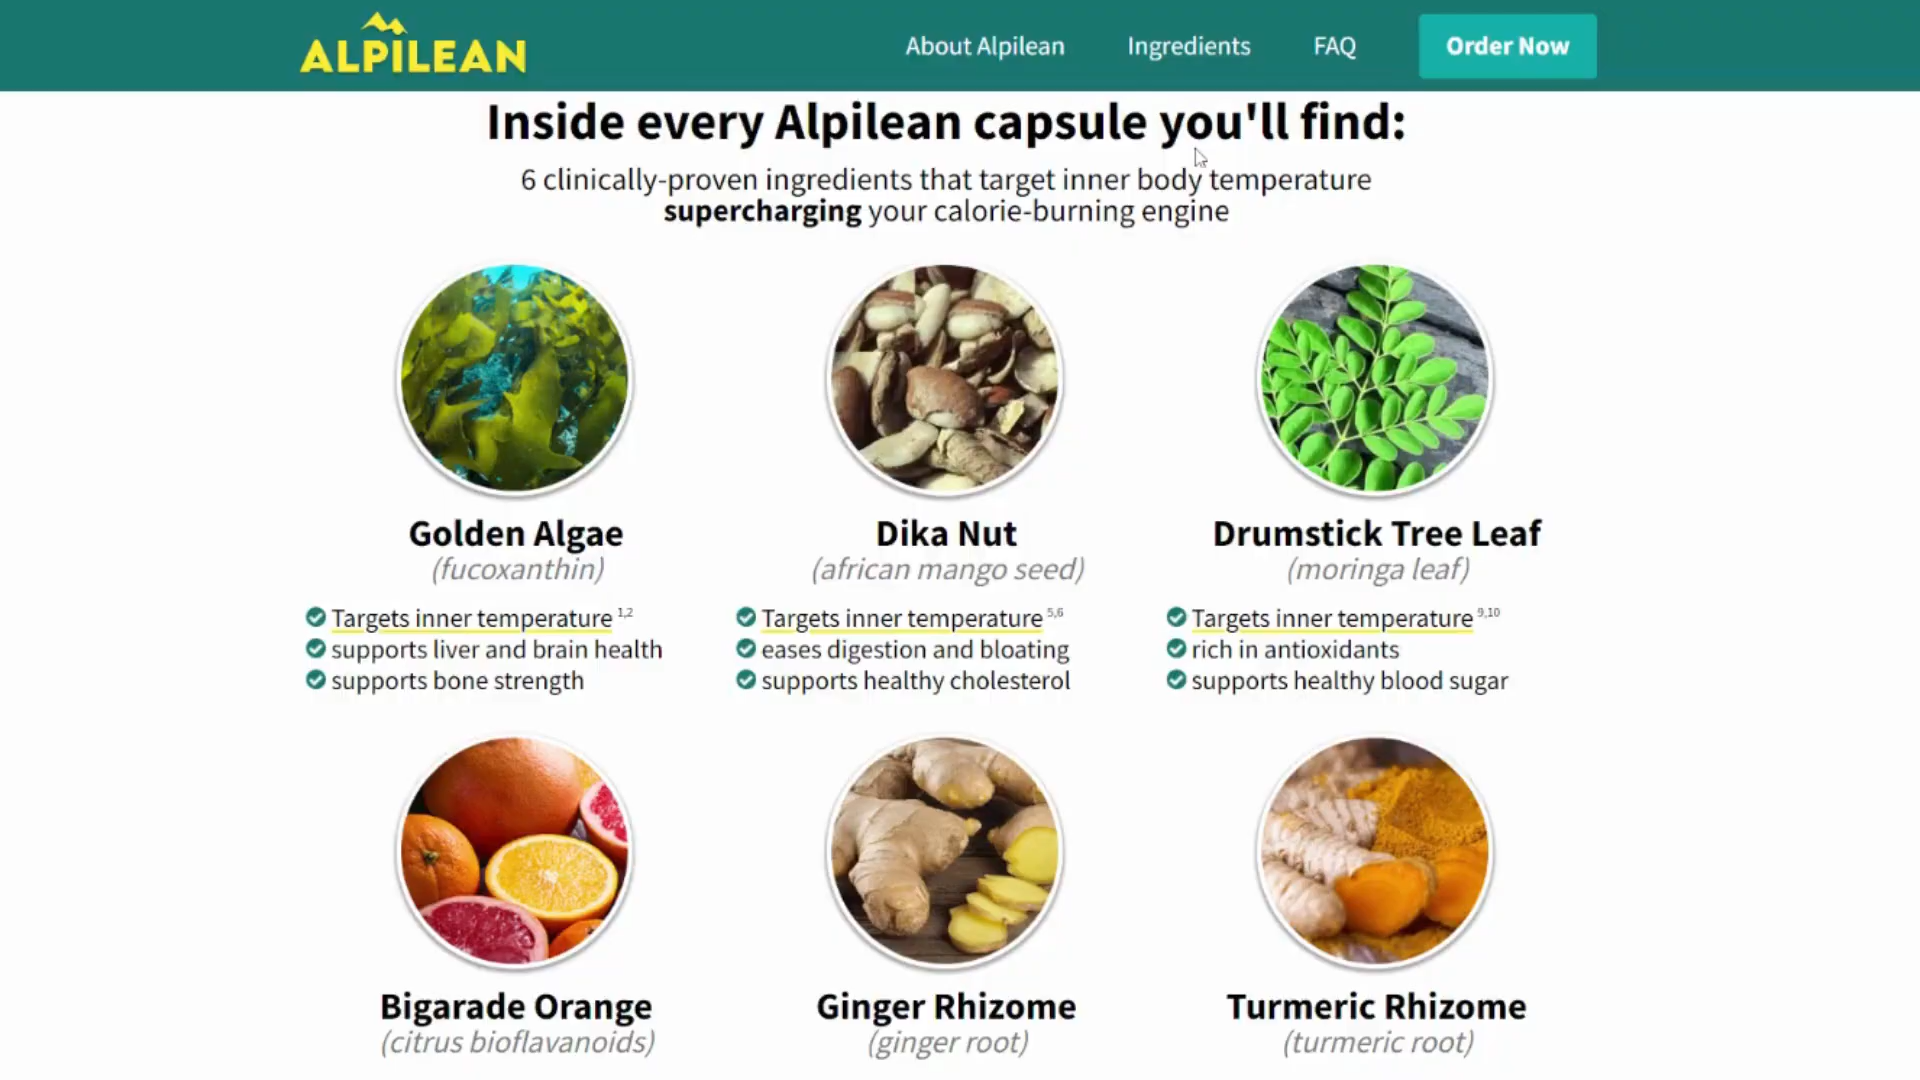 ALPILEAN
About Alpilean
Ingredients
FAQ
Order Now
Inside every Alpilean capsule you'll find:
6 clinically-proven ingredients that target inner body temperature
supercharging your calorie-burning engine
Golden Algae
(fucoxanthin)
Targets inner temperature 1,2
supports liver and brain health
supports bone strength
Dika Nut
(african mango seed)
Targets inner temperature 5,6
eases digestion and bloating
supports healthy cholesterol
Drumstick Tree Leaf
(moringa leaf)
Targets inner temperature 9,10
rich in antioxidants
supports healthy blood sugar
Bigarade Orange
(citrus bioflavanoids)
Ginger Rhizome
(ginger root)
Turmeric Rhizome
(turmeric root)